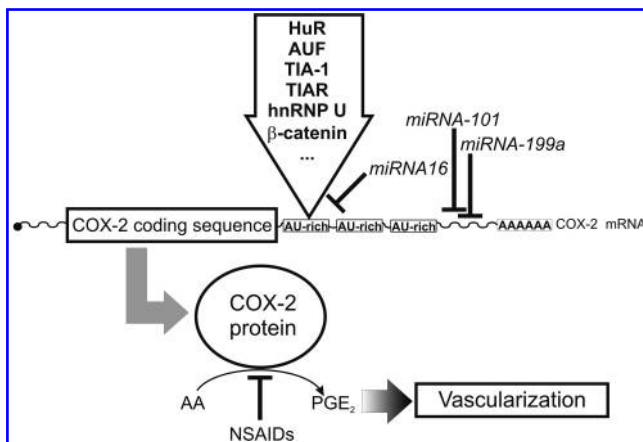 HuR
AUF
TIA-1
TIAR
hnRNP U
β-catenin
...
miRNA-101
miRNA-199a
miRNA16
COX-2 coding sequence
AU-rich AU-rich AU-rich AAAAAA COX-2 mRNA
COX-2
protein
AA
PGE₂
Vascularization
NSAIDs